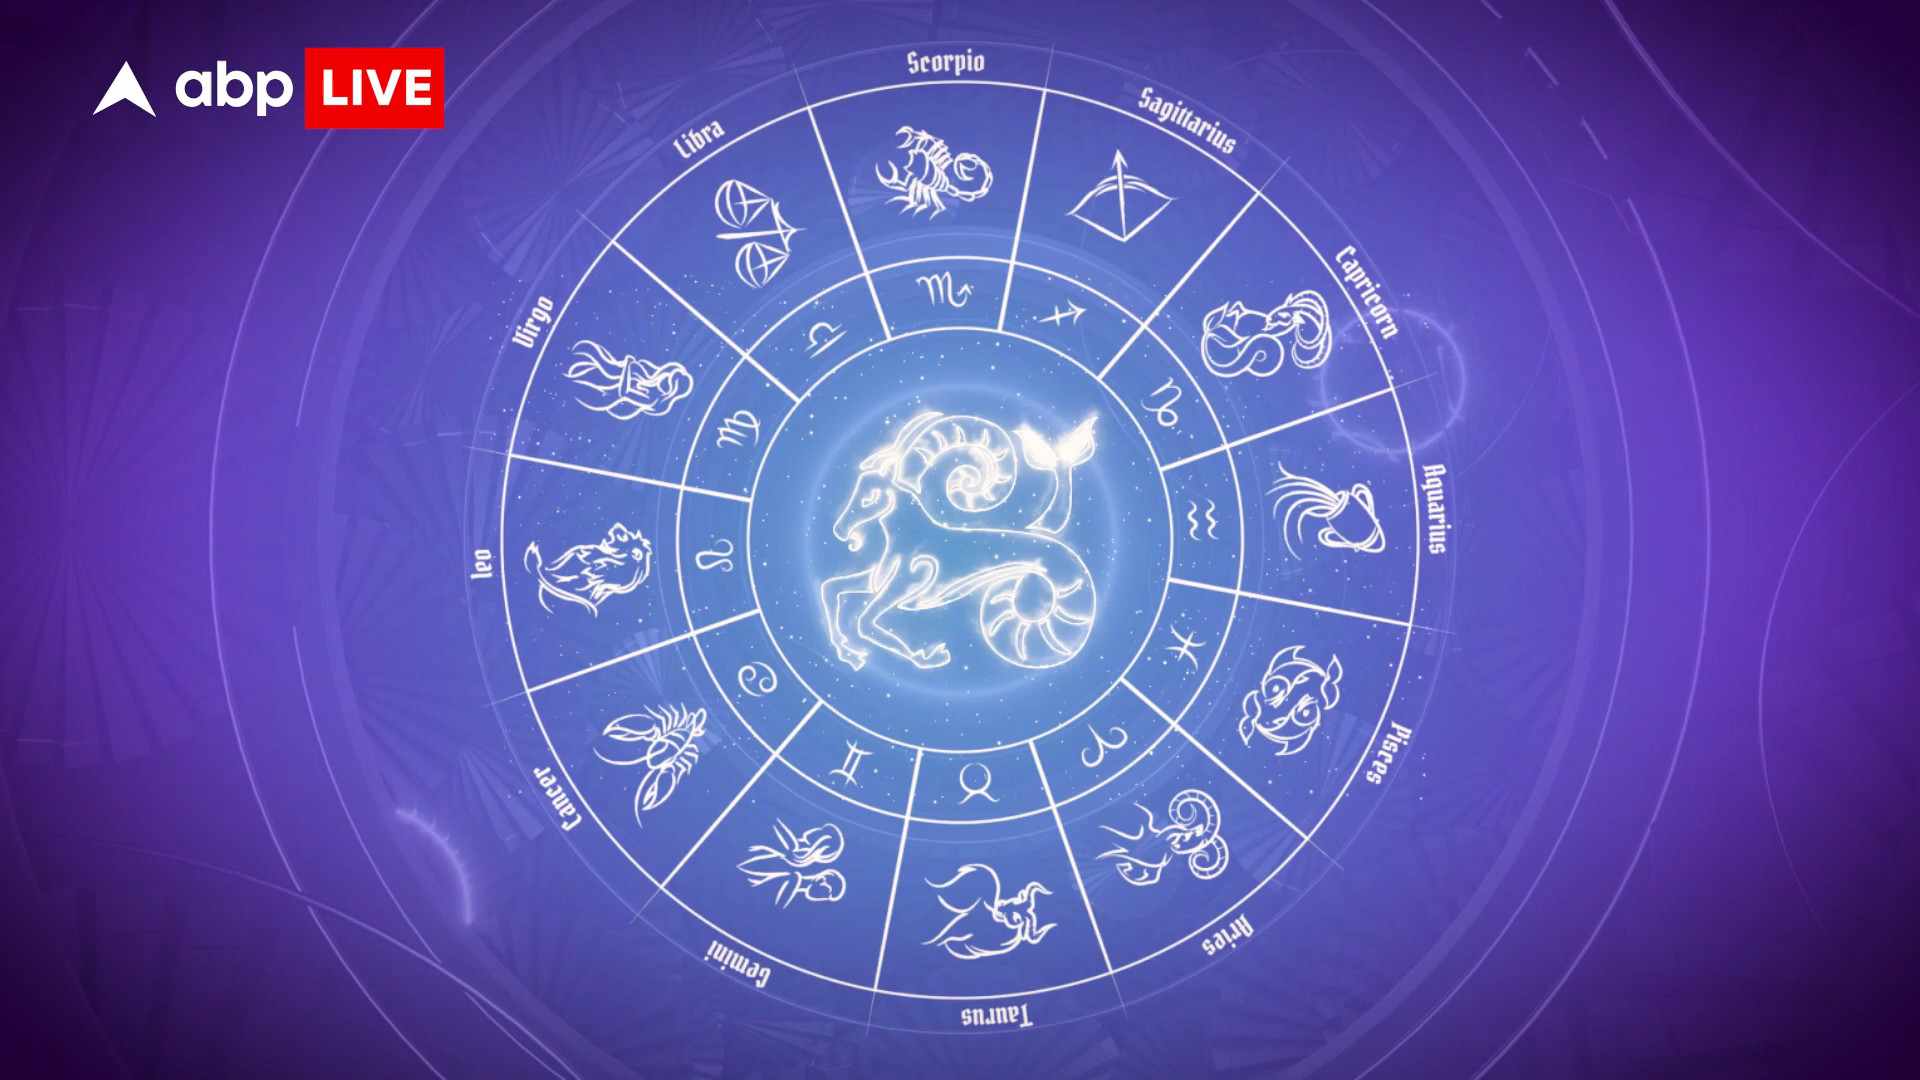 abp LIVE
Scorpio
Sagittarius
Capricorn
Aquarius
Pisces
Aries
Taurus
Gemini
Cancer
Leo
Virgo
Libra